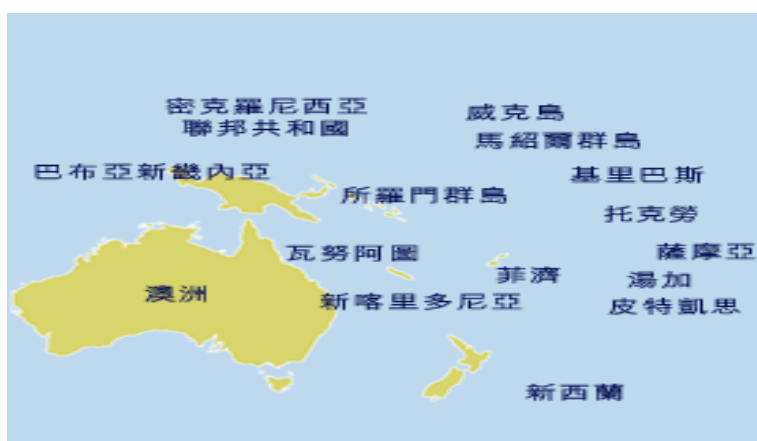 密克羅尼西亞
聯邦共和國
威克島
馬紹爾群島
巴布亞新畿內亞
基里巴斯
所羅門群島
托克勞
瓦努阿圖
薩摩亞
菲濟
湯加
澳洲
新喀里多尼亞
皮特凱思
新西蘭